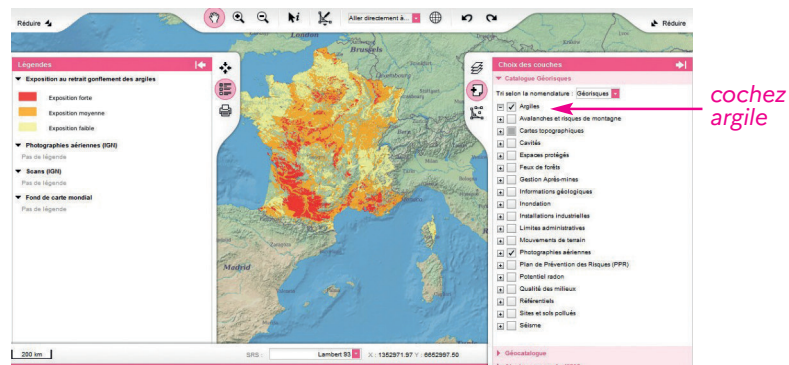 Réduire
Aller directement à...
Réduire
Légendes
Exposition au retrait gonflement des argiles
Exposition forte
Exposition moyenne
Exposition faible
Photographies aériennes (IGN)
Pas de légende
Scans (IGN)
Pas de légende
Fond de carte mondial
Pas de légende
London
Brussels
Luxembourg
Madrid
Choix des couches
Catalogue Géorisques
Tri selon la nomenclature : Géorisques
Argiles
Avalanches et risques de montagne
Cartes topographiques
Cavités
Espaces protégés
Feux de forêts
Gestion Après-mines
Informations géologiques
Inondation
Installations industrielles
Limites administratives
Mouvements de terrain
Photographies aériennes
Plan de Prévention des Risques (PPR)
Potentiel radon
Qualité des milieux
Référentiels
Sites et sols pollués
Séisme
Géocatalogue
cochez
argile
200 km
SRS :
Lambert 93
X : 1352971.97 Y : 6652997.50